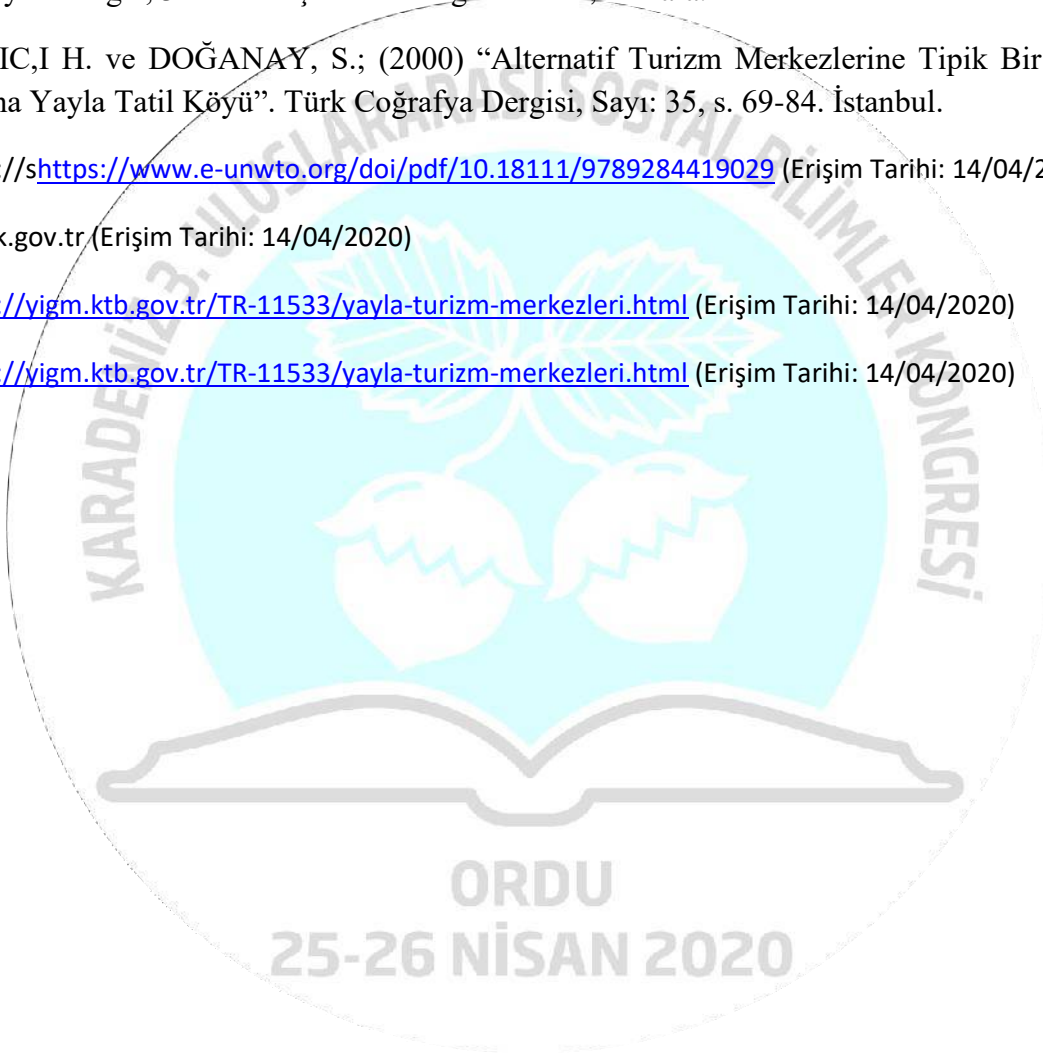 IC,I H. ve DOĞANAY, S.; (2000) “Alternatif Turizm Merkezlerine Tipik Bir
na Yayla Tatil Köyü”. Türk Coğrafya Dergisi, Sayı: 35, s. 69-84. İstanbul.
://shttps://www.e-unwto.org/doi/pdf/10.18111/9789284419029 (Erişim Tarihi: 14/04/2
k.gov.tr (Erişim Tarihi: 14/04/2020)
://yigm.ktb.gov.tr/TR-11533/yayla-turizm-merkezleri.html (Erişim Tarihi: 14/04/2020)
://yigm.ktb.gov.tr/TR-11533/yayla-turizm-merkezleri.html (Erişim Tarihi: 14/04/2020)
KARADENİZ 3. ULUSLARARASI SOSYAL BİLİMLER KONGRESİ
ORDU
25-26 NİSAN 2020